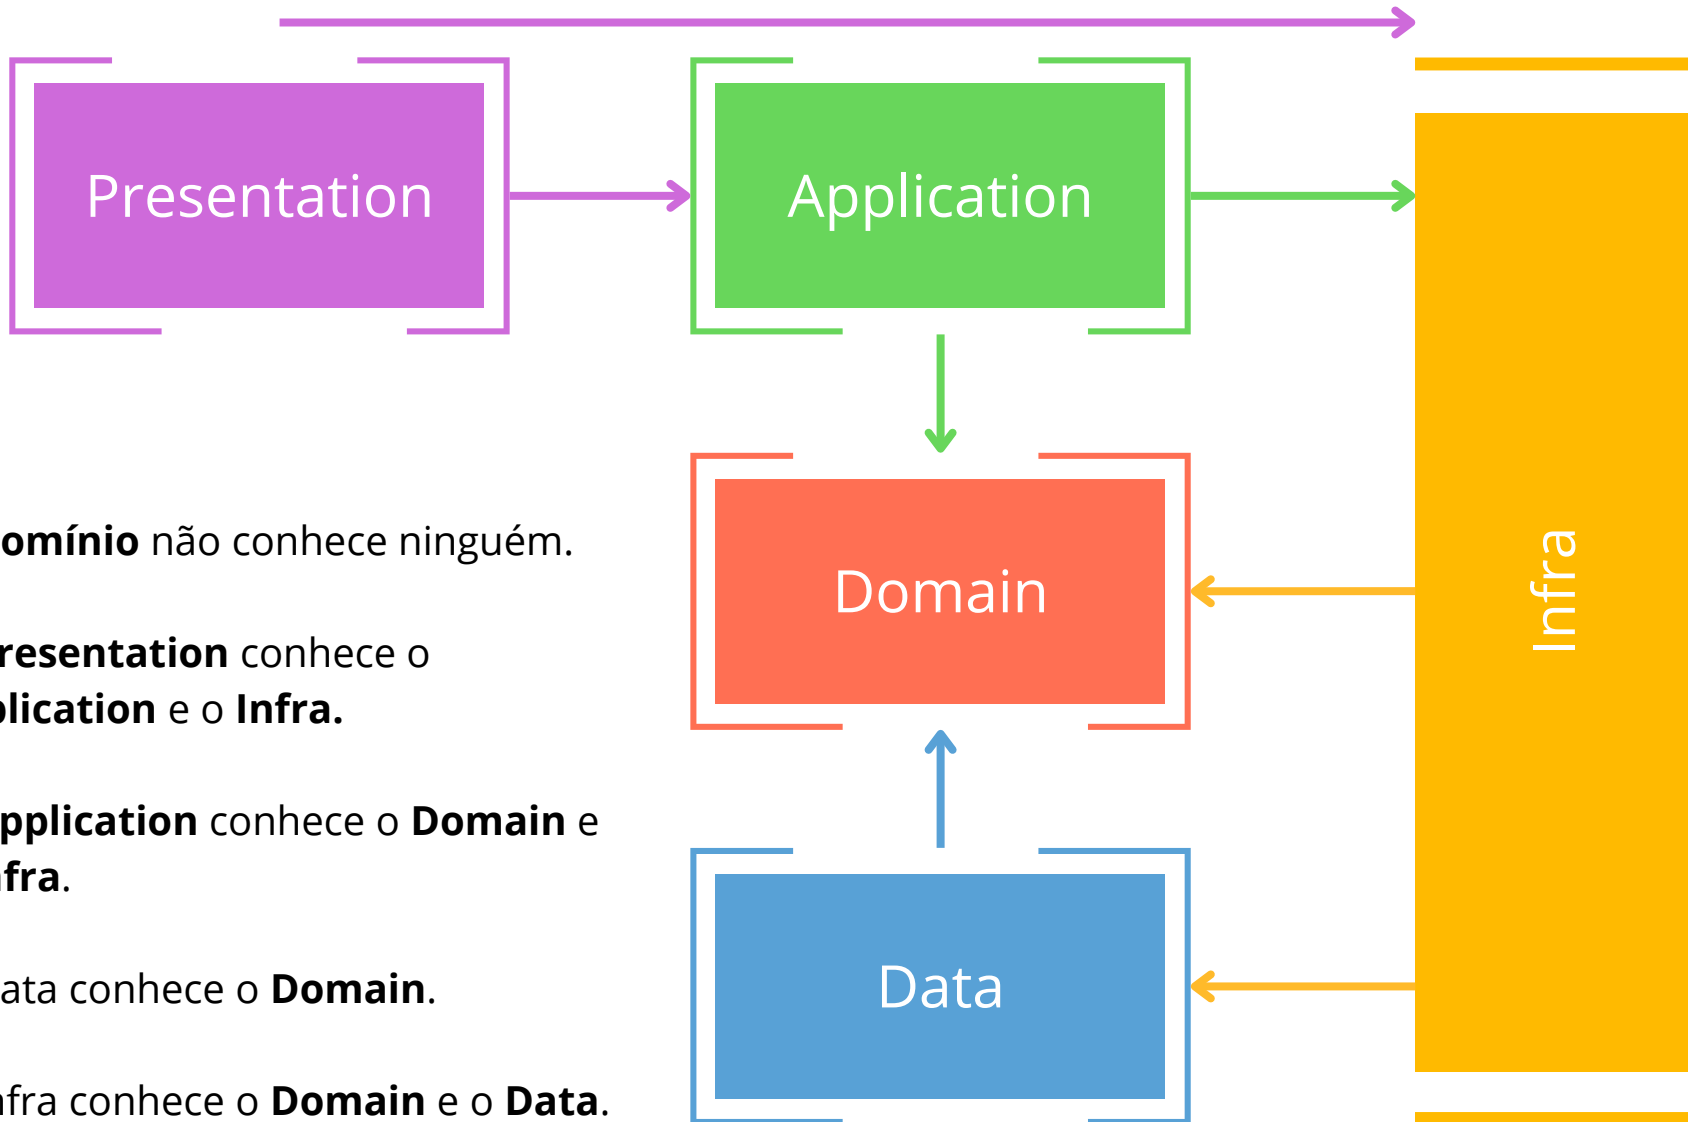 Presentation
Application
Infra
Domain
Data
omínio não conhece ninguém.
resentation conhece o
plication e o Infra.
pplication conhece o Domain e
fra.
ata conhece o Domain.
nfra conhece o Domain e o Data.